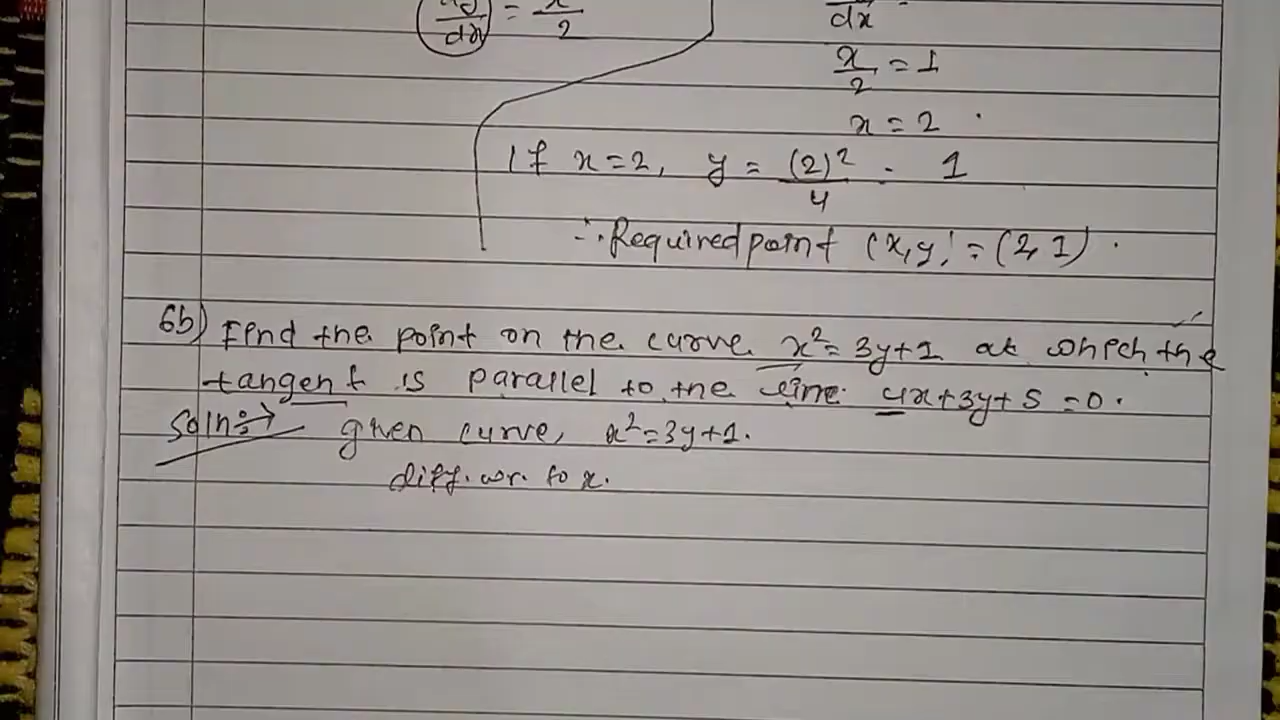 dy/dx = x/2
dx
x/2 = 1
x = 2 .
If x=2, y = (2)²/4 = 1
∴ Required point (x,y) = (2,1) .
6b) Find the point on the curve x²= 3y+1 at which the
tangent is parallel to the line 4x+3y+5 =0.
Soln:→ given curve, x²=3y+1.
diff. wr. to x.